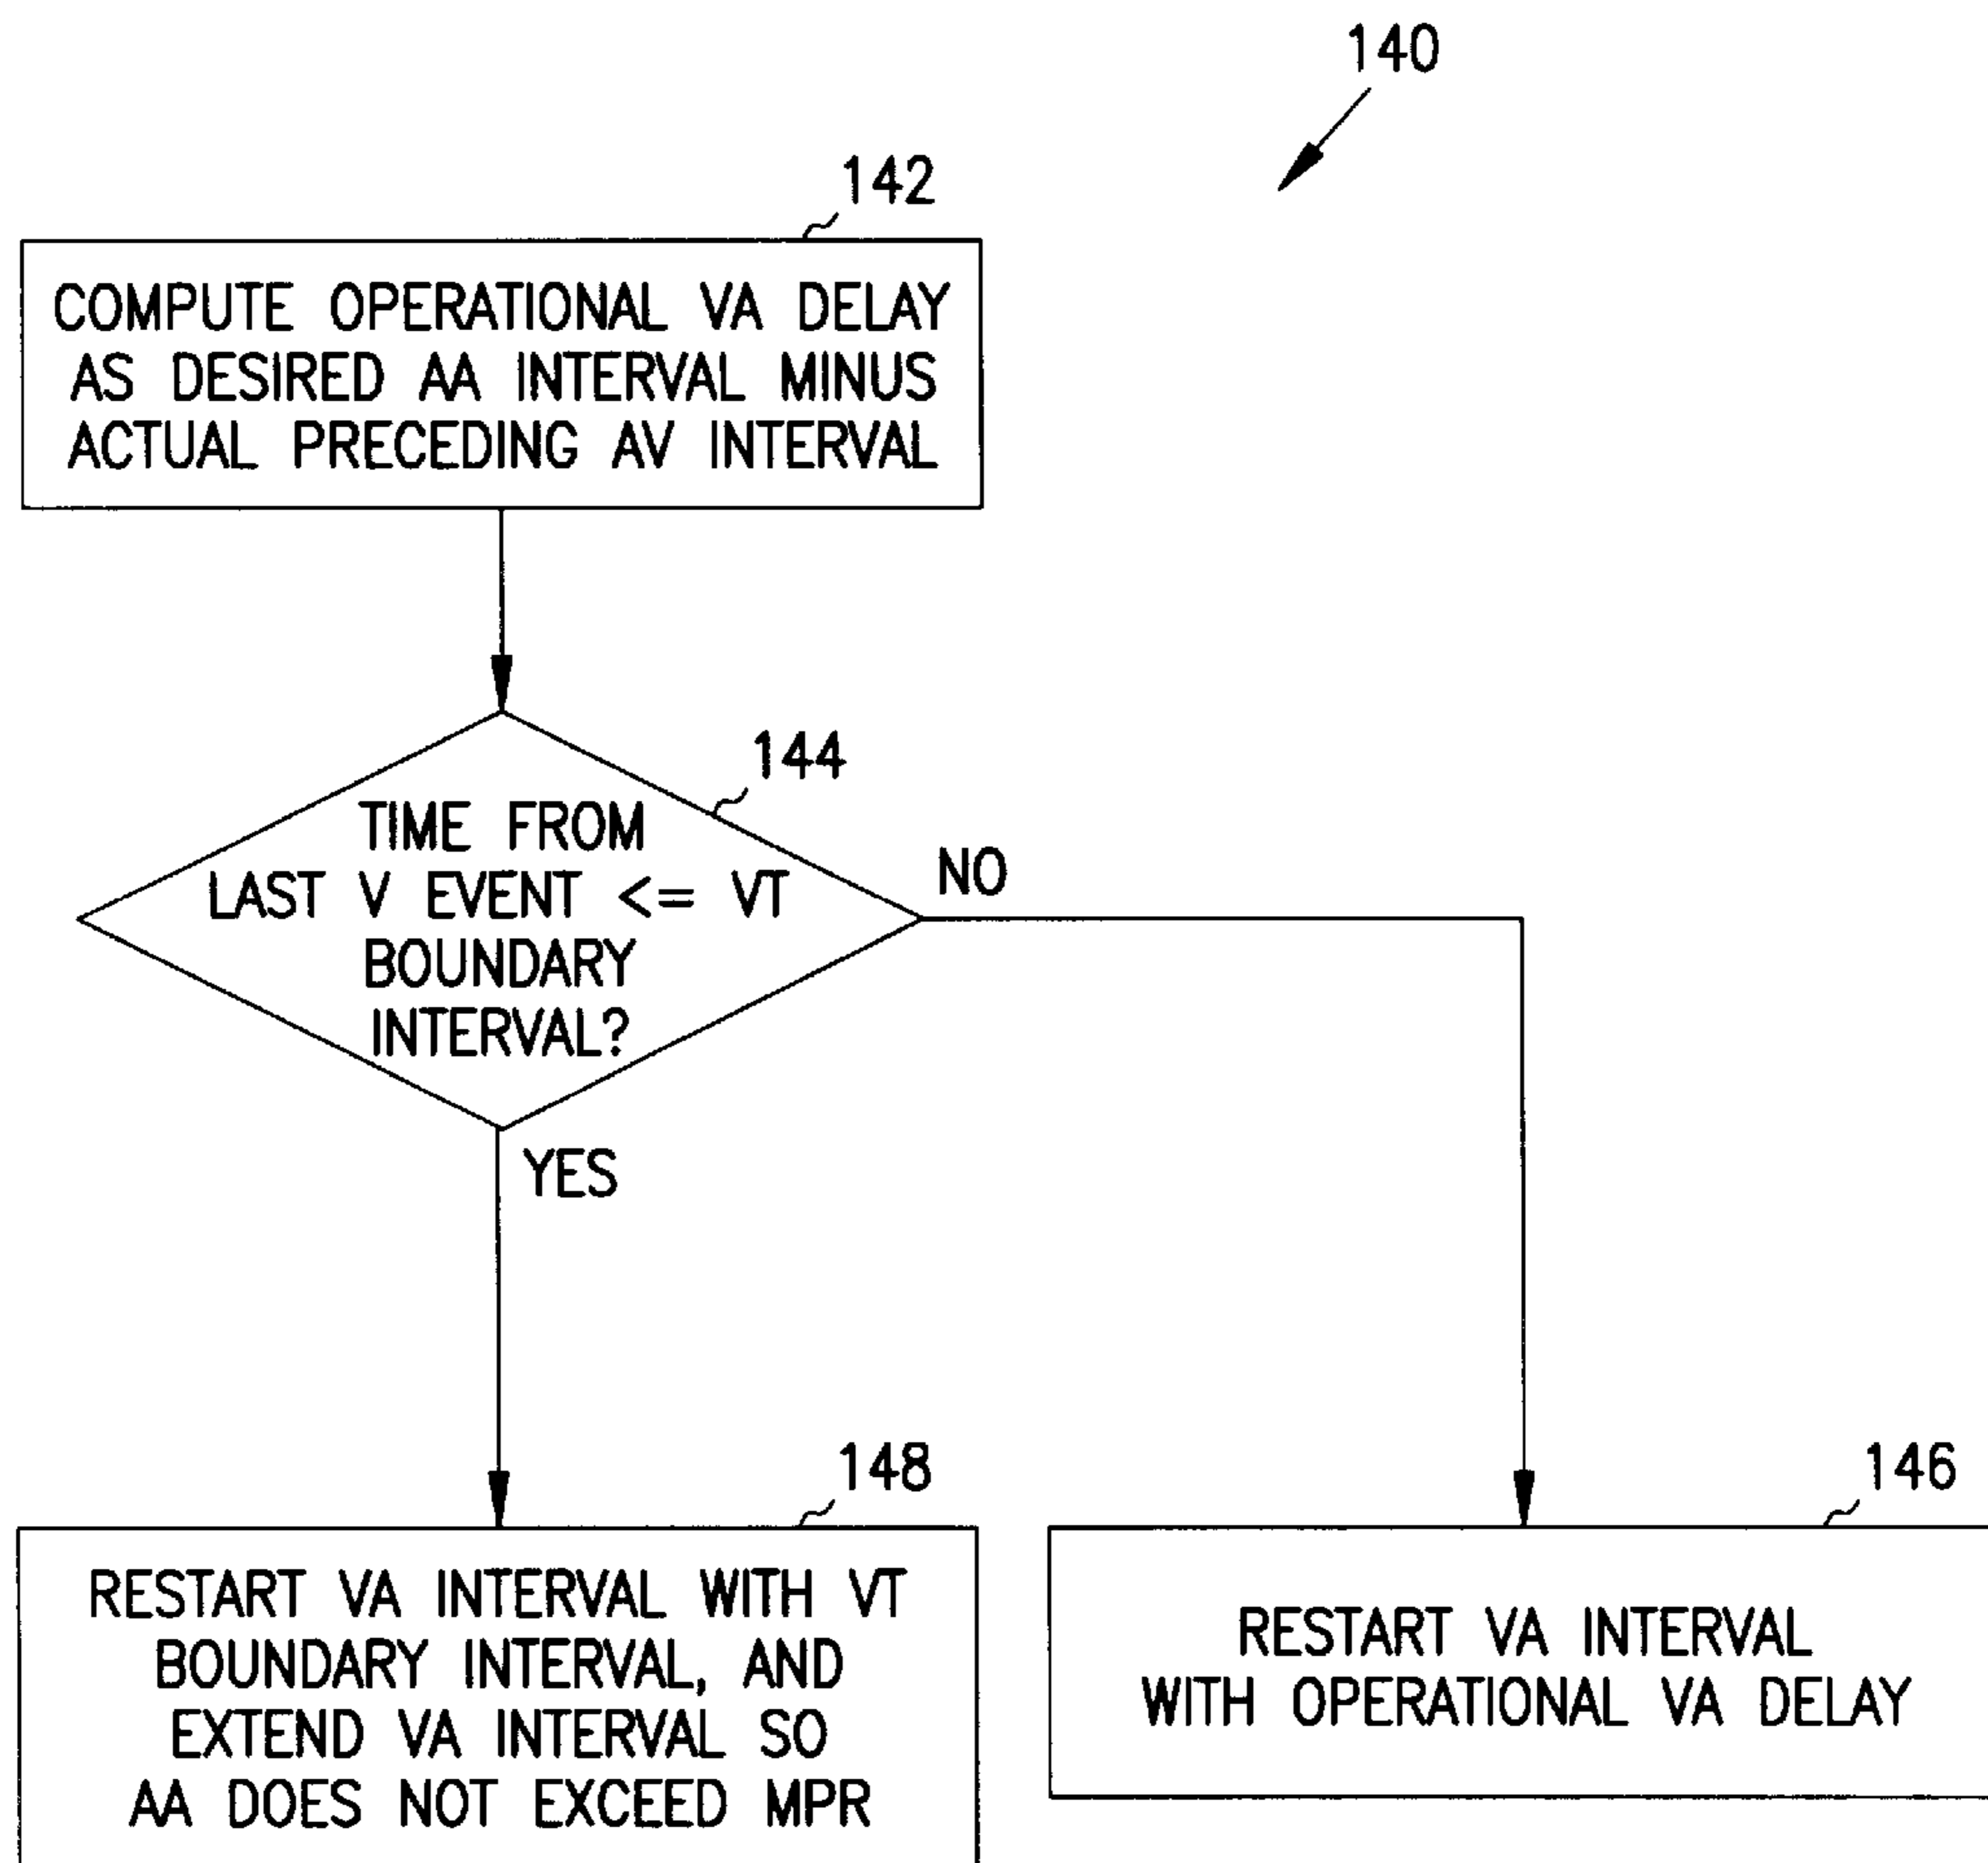 140
142
COMPUTE OPERATIONAL VA DELAY
AS DESIRED AA INTERVAL MINUS
ACTUAL PRECEDING AV INTERVAL
144
TIME FROM
LAST V EVENT <= VT
BOUNDARY
INTERVAL?
NO
YES
148
RESTART VA INTERVAL WITH VT
BOUNDARY INTERVAL, AND
EXTEND VA INTERVAL SO
AA DOES NOT EXCEED MPR
146
RESTART VA INTERVAL
WITH OPERATIONAL VA DELAY